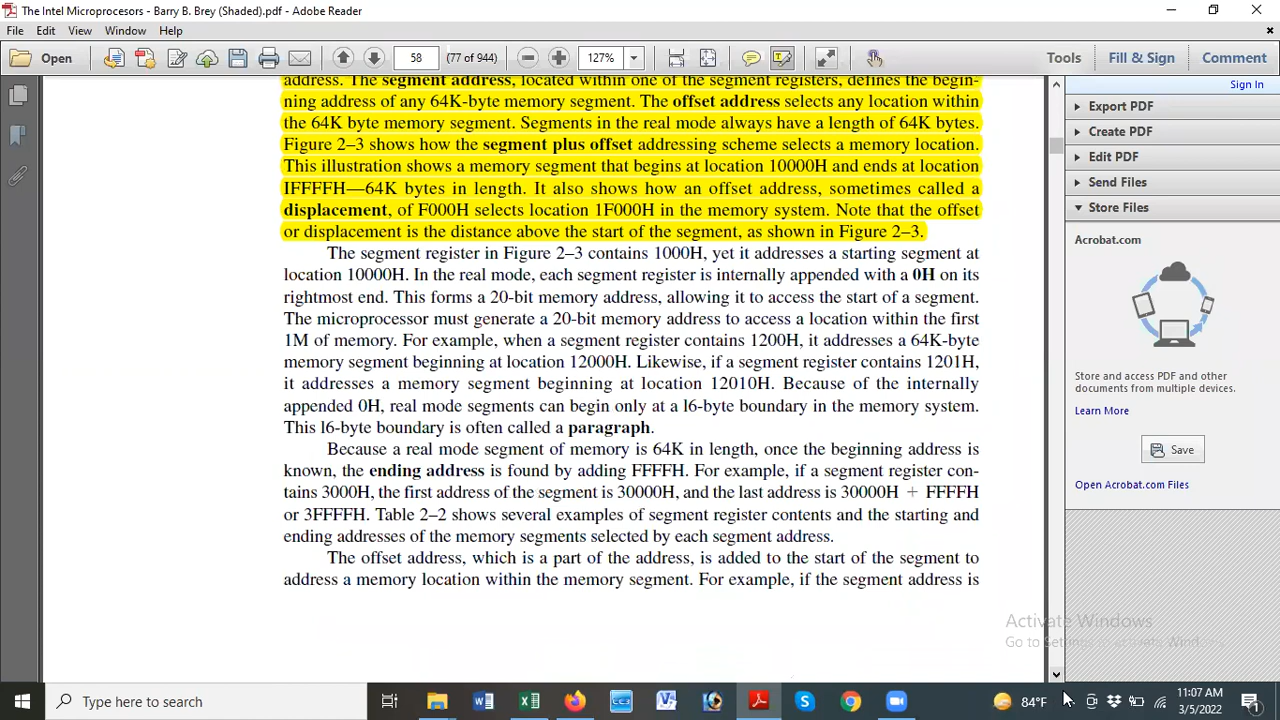 The Intel Microprocesors - Barry B. Brey (Shaded).pdf - Adobe Reader
File Edit View Window Help
Open 58 (77 of 944) 127% Tools Fill & Sign Comment
address. The segment address, located within one of the segment registers, defines the begin-
ning address of any 64K-byte memory segment. The offset address selects any location within
the 64K byte memory segment. Segments in the real mode always have a length of 64K bytes.
Figure 2–3 shows how the segment plus offset addressing scheme selects a memory location.
This illustration shows a memory segment that begins at location 10000H and ends at location
IFFFFH—64K bytes in length. It also shows how an offset address, sometimes called a
displacement, of F000H selects location 1F000H in the memory system. Note that the offset
or displacement is the distance above the start of the segment, as shown in Figure 2–3.
The segment register in Figure 2–3 contains 1000H, yet it addresses a starting segment at
location 10000H. In the real mode, each segment register is internally appended with a 0H on its
rightmost end. This forms a 20-bit memory address, allowing it to access the start of a segment.
The microprocessor must generate a 20-bit memory address to access a location within the first
1M of memory. For example, when a segment register contains 1200H, it addresses a 64K-byte
memory segment beginning at location 12000H. Likewise, if a segment register contains 1201H,
it addresses a memory segment beginning at location 12010H. Because of the internally
appended 0H, real mode segments can begin only at a l6-byte boundary in the memory system.
This l6-byte boundary is often called a paragraph.
Because a real mode segment of memory is 64K in length, once the beginning address is
known, the ending address is found by adding FFFFH. For example, if a segment register con-
tains 3000H, the first address of the segment is 30000H, and the last address is 30000H + FFFFH
or 3FFFFH. Table 2–2 shows several examples of segment register contents and the starting and
ending addresses of the memory segments selected by each segment address.
The offset address, which is a part of the address, is added to the start of the segment to
address a memory location within the memory segment. For example, if the segment address is
Sign In
Export PDF
Create PDF
Edit PDF
Send Files
Store Files
Acrobat.com
Store and access PDF and other
documents from multiple devices.
Learn More
Save
Open Acrobat.com Files
Activate Windows
Go to Settings to activate Windows.
Type here to search
84°F
11:07 AM
3/5/2022
1